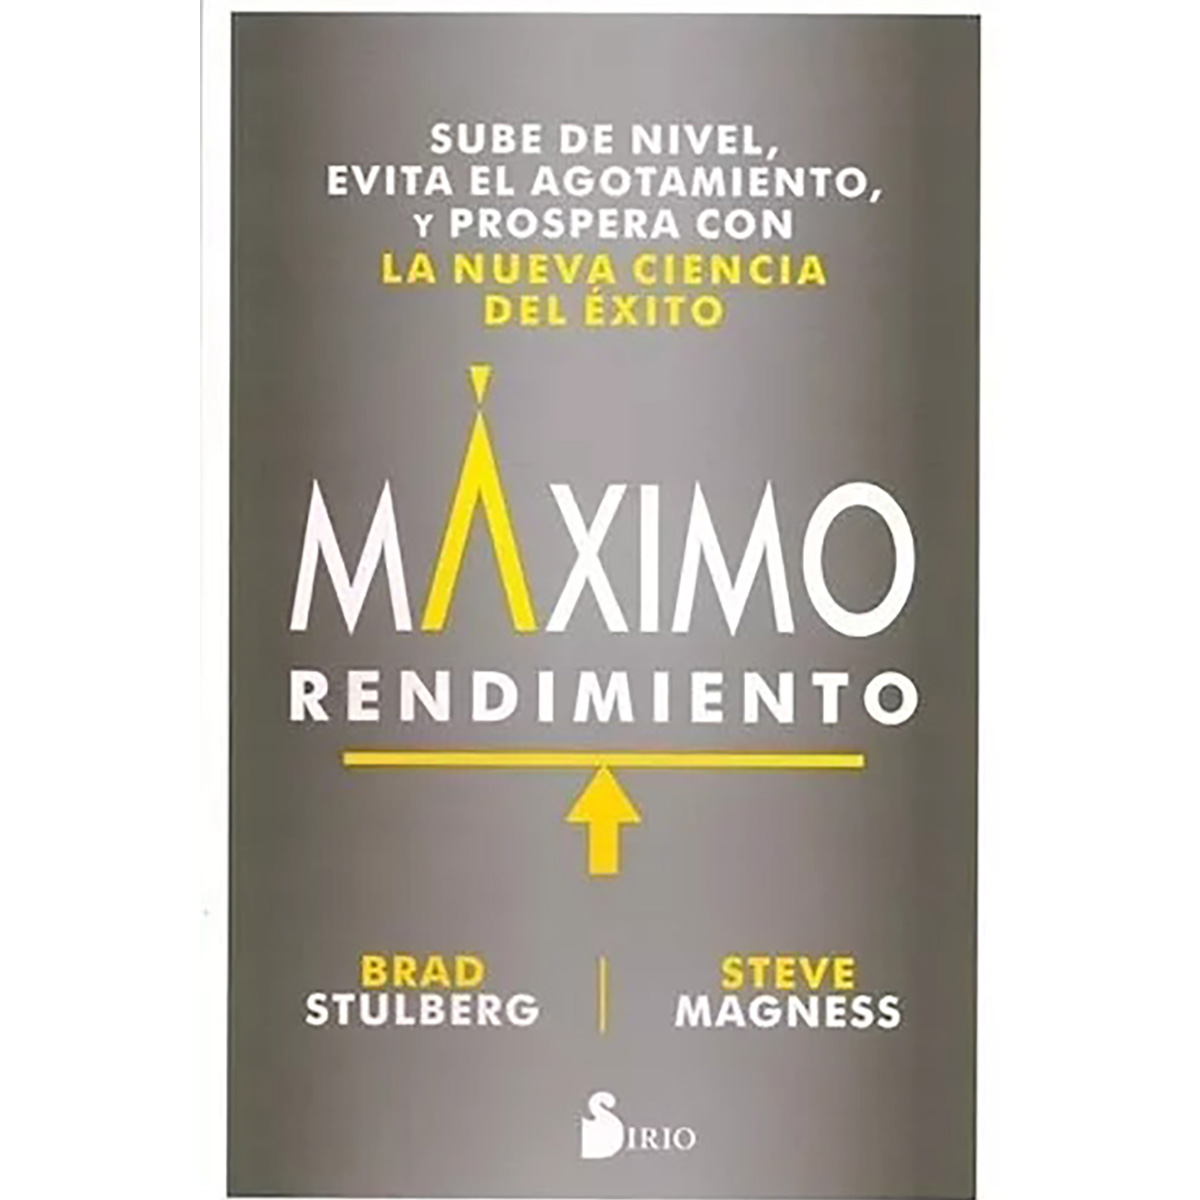 SUBE DE NIVEL,
EVITA EL AGOTAMIENTO,
Y PROSPERA CON
LA NUEVA CIENCIA
DEL ÉXITO
MÁXIMO
RENDIMIENTO
BRAD
STULBERG
STEVE
MAGNESS
SIRIO